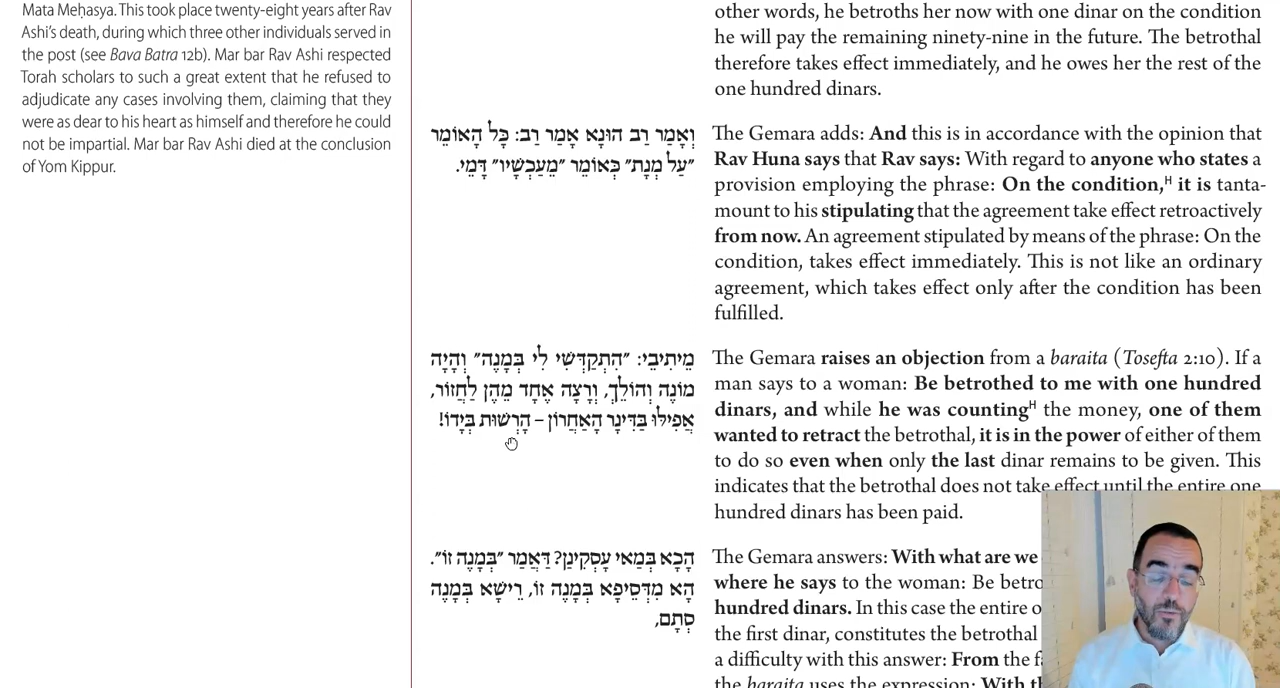 Mata Meḥasya. This took place twenty-eight years after Rav
Ashi's death, during which three other individuals served in
the post (see Bava Batra 12b). Mar bar Rav Ashi respected
Torah scholars to such a great extent that he refused to
adjudicate any cases involving them, claiming that they
were as dear to his heart as himself and therefore he could
not be impartial. Mar bar Rav Ashi died at the conclusion
of Yom Kippur.
other words, he betroths her now with one dinar on the condition
he will pay the remaining ninety-nine in the future. The betrothal
therefore takes effect immediately, and he owes her the rest of the
one hundred dinars.
וְאָמַר רַב הוּנָא אָמַר רַב: כָּל הָאוֹמֵר
״עַל מְנָת״ כְּאוֹמֵר ״מֵעַכְשָׁיו״ דָּמֵי.
The Gemara adds: And this is in accordance with the opinion that
Rav Huna says that Rav says: With regard to anyone who states a
provision employing the phrase: On the condition,ᴴ it is tanta-
mount to his stipulating that the agreement take effect retroactively
from now. An agreement stipulated by means of the phrase: On the
condition, takes effect immediately. This is not like an ordinary
agreement, which takes effect only after the condition has been
fulfilled.
מֵיתִיבֵי: ״הִתְקַדְּשִׁי לִי בְּמָנֶה״ וְהָיָה
מוֹנֶה וְהוֹלֵךְ, וְרָצָה אֶחָד מֵהֶן לַחֲזוֹר,
אֲפִילּוּ בַּדִּינָר הָאַחֲרוֹן – הָרְשׁוּת בְּיָדוֹ!
The Gemara raises an objection from a baraita (Tosefta 2:10). If a
man says to a woman: Be betrothed to me with one hundred
dinars, and while he was countingᴴ the money, one of them
wanted to retract the betrothal, it is in the power of either of them
to do so even when only the last dinar remains to be given. This
indicates that the betrothal does not take effect until the entire one
hundred dinars has been paid.
הָכָא בְּמַאי עָסְקִינַן? דַּאֲמַר ״בְּמָנֶה זוֹ״.
הָא מִדְּסֵיפָא בְּמָנֶה זוֹ, רֵישָׁא בְּמָנֶה
סְתָם,
The Gemara answers: With what are we
where he says to the woman: Be
hundred dinars. In this case the entire
the first dinar, constitutes the betrothal
a difficulty with this answer: From the
the baraita uses the expression: With